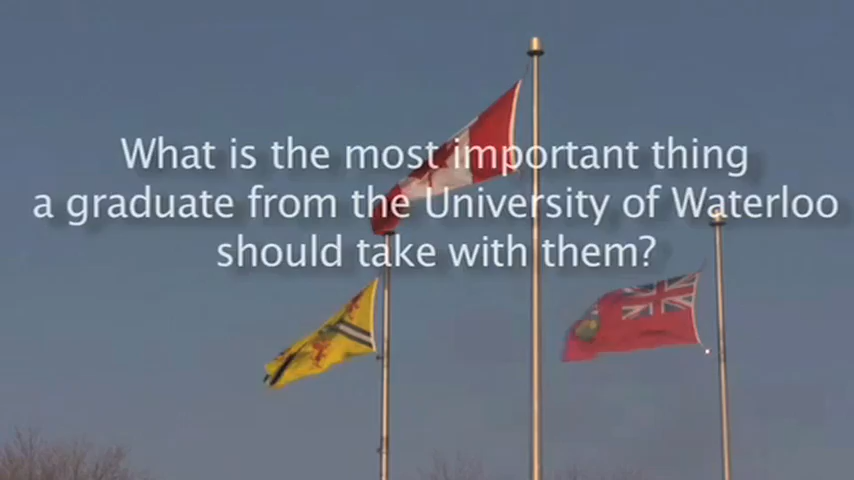 What is the most important thing
a graduate from the University of Waterloo
should take with them?